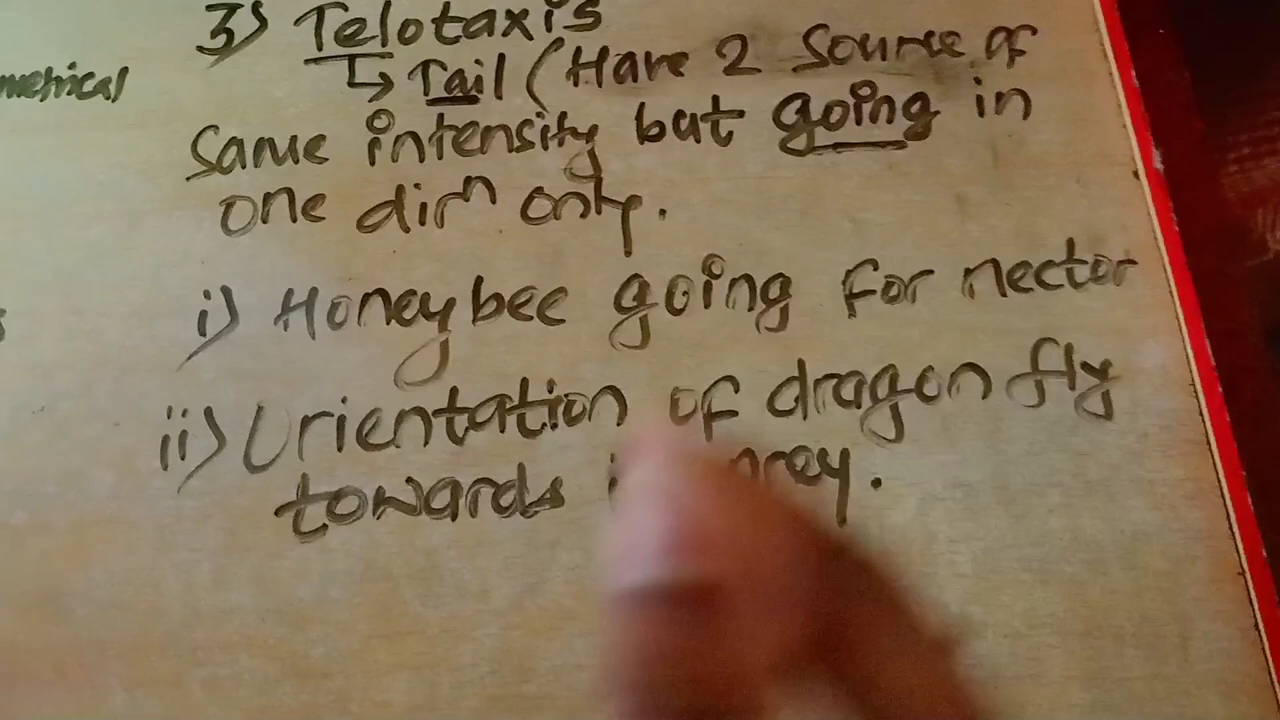 metrical
3) Telotaxis
↳ Tail (Have 2 Source of
Same intensity but going in
one dirn only.
i) Honeybee going for nector
ii) Orientation of dragon fly
towards prey.